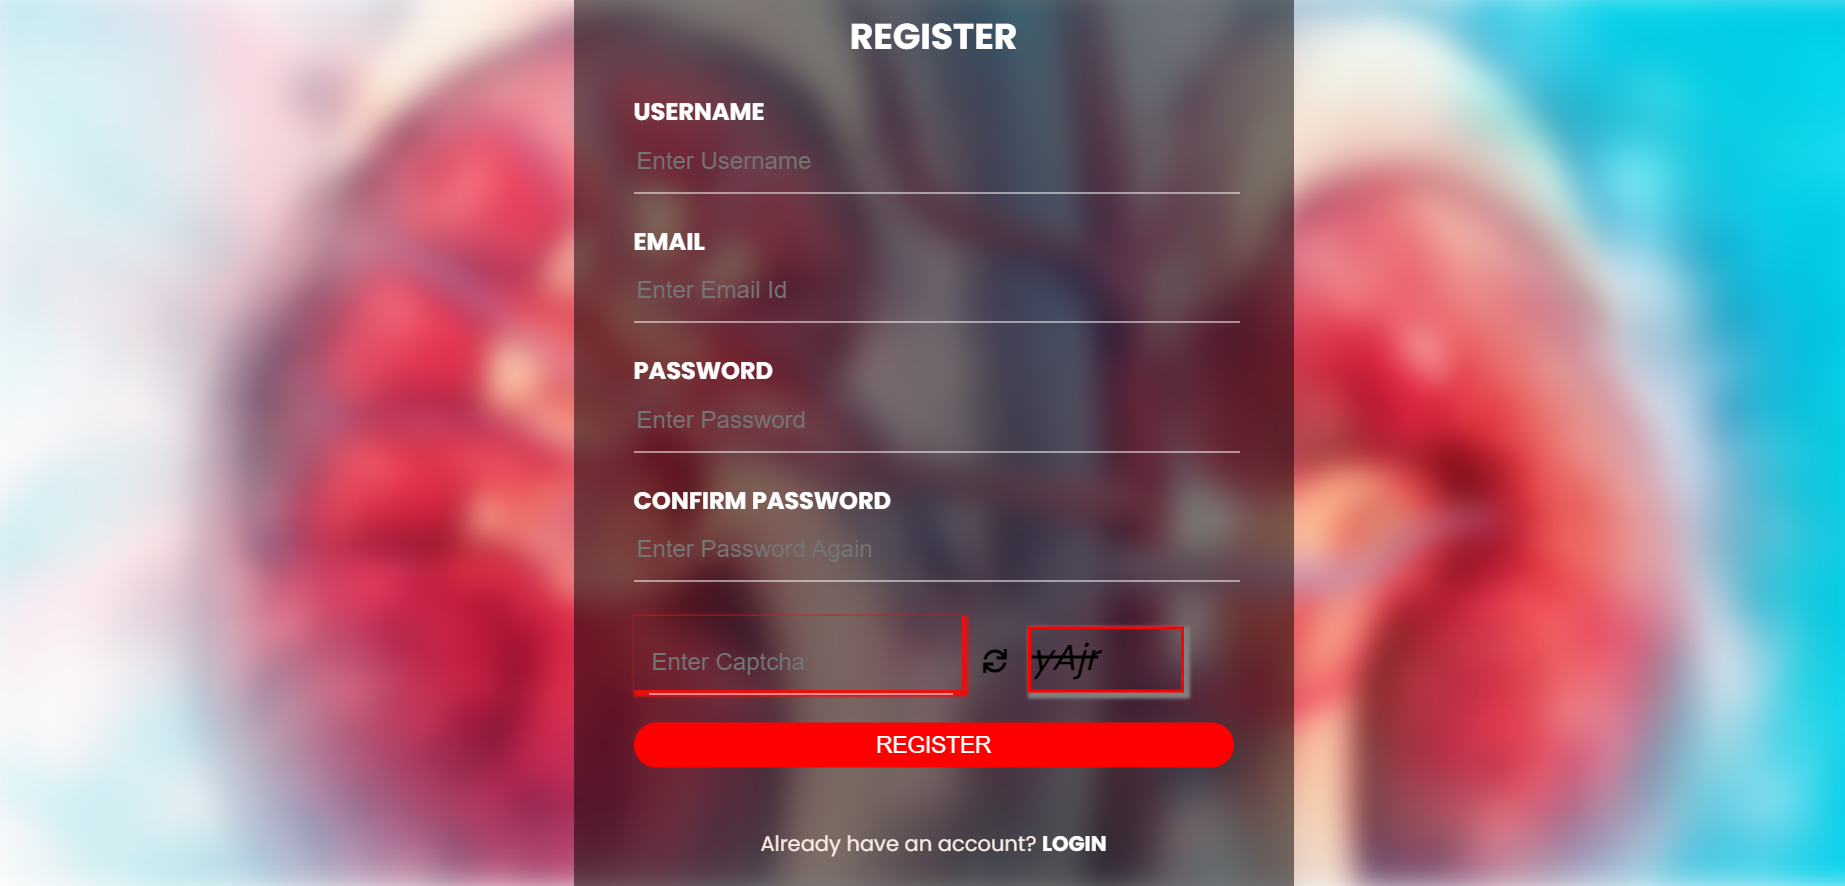 REGISTER
USERNAME
Enter Username
EMAIL
Enter Email Id
PASSWORD
Enter Password
CONFIRM PASSWORD
Enter Password Again
Enter Captcha yAjr
REGISTER
Already have an account? LOGIN